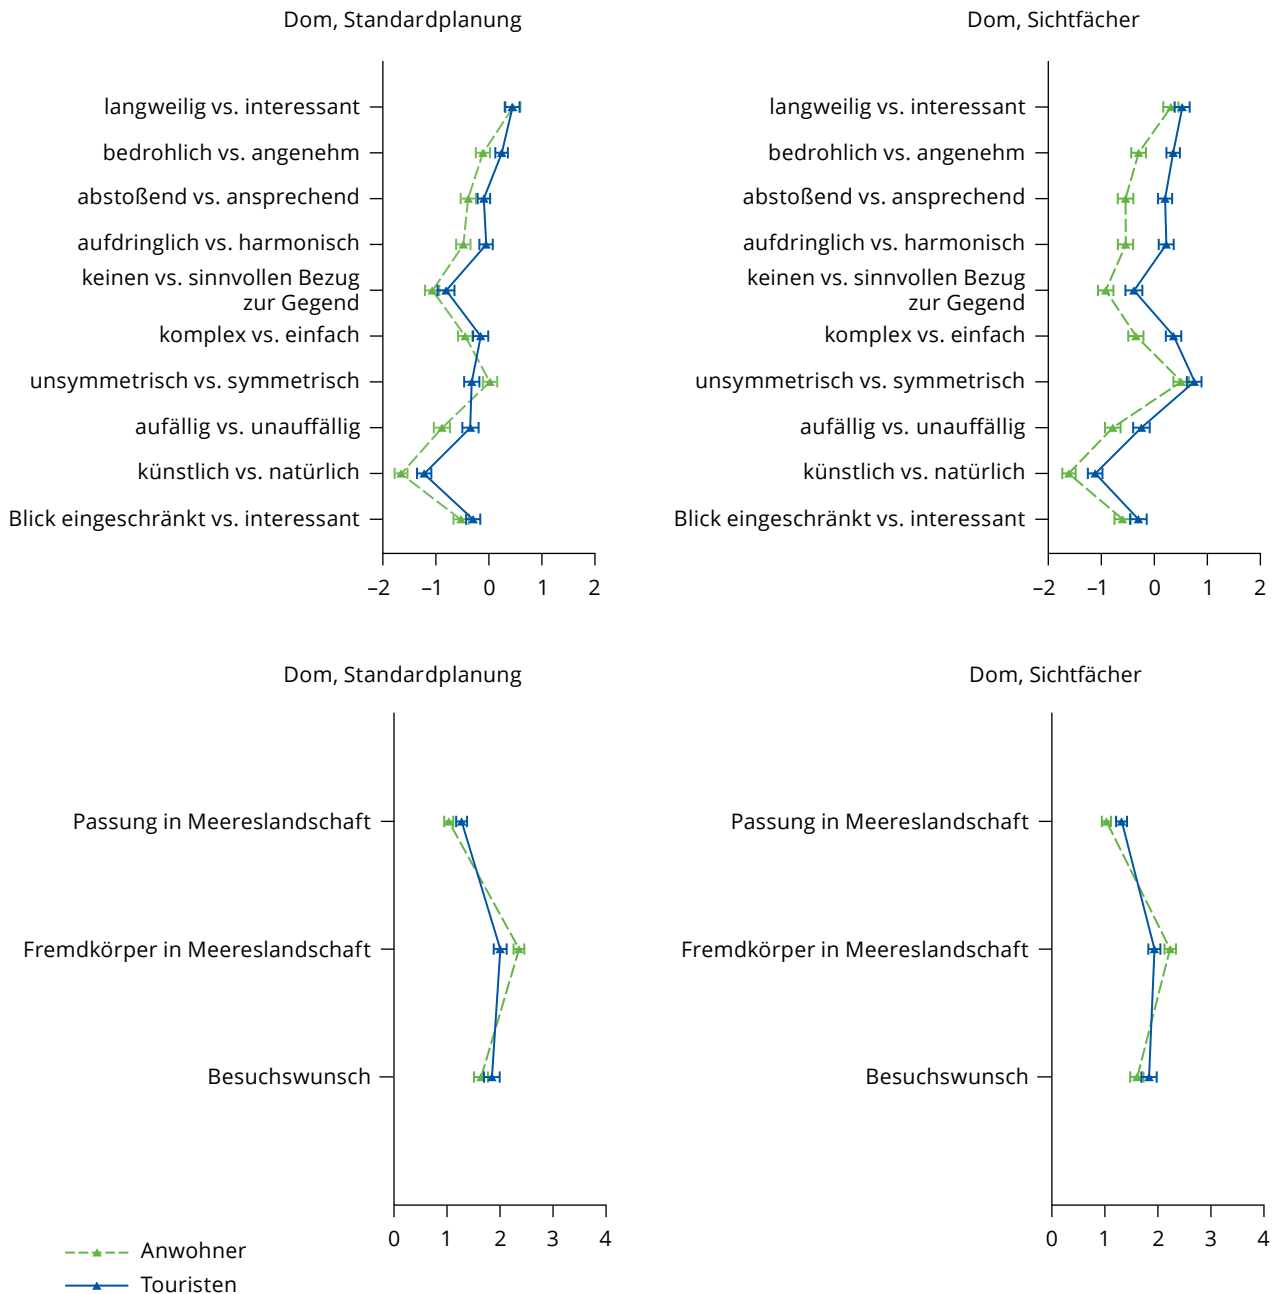 Dom, Standardplanung
langweilig vs. interessant
bedrohlich vs. angenehm
abstoßend vs. ansprechend
aufdringlich vs. harmonisch
keinen vs. sinnvollen Bezug
zur Gegend
komplex vs. einfach
unsymmetrisch vs. symmetrisch
aufällig vs. unauffällig
künstlich vs. natürlich
Blick eingeschränkt vs. interessant
–2 –1 0 1 2
Dom, Sichtfächer
langweilig vs. interessant
bedrohlich vs. angenehm
abstoßend vs. ansprechend
aufdringlich vs. harmonisch
keinen vs. sinnvollen Bezug
zur Gegend
komplex vs. einfach
unsymmetrisch vs. symmetrisch
aufällig vs. unauffällig
künstlich vs. natürlich
Blick eingeschränkt vs. interessant
–2 –1 0 1 2
Dom, Standardplanung
Passung in Meereslandschaft
Fremdkörper in Meereslandschaft
Besuchswunsch
0 1 2 3 4
Dom, Sichtfächer
Passung in Meereslandschaft
Fremdkörper in Meereslandschaft
Besuchswunsch
0 1 2 3 4
Anwohner
Touristen